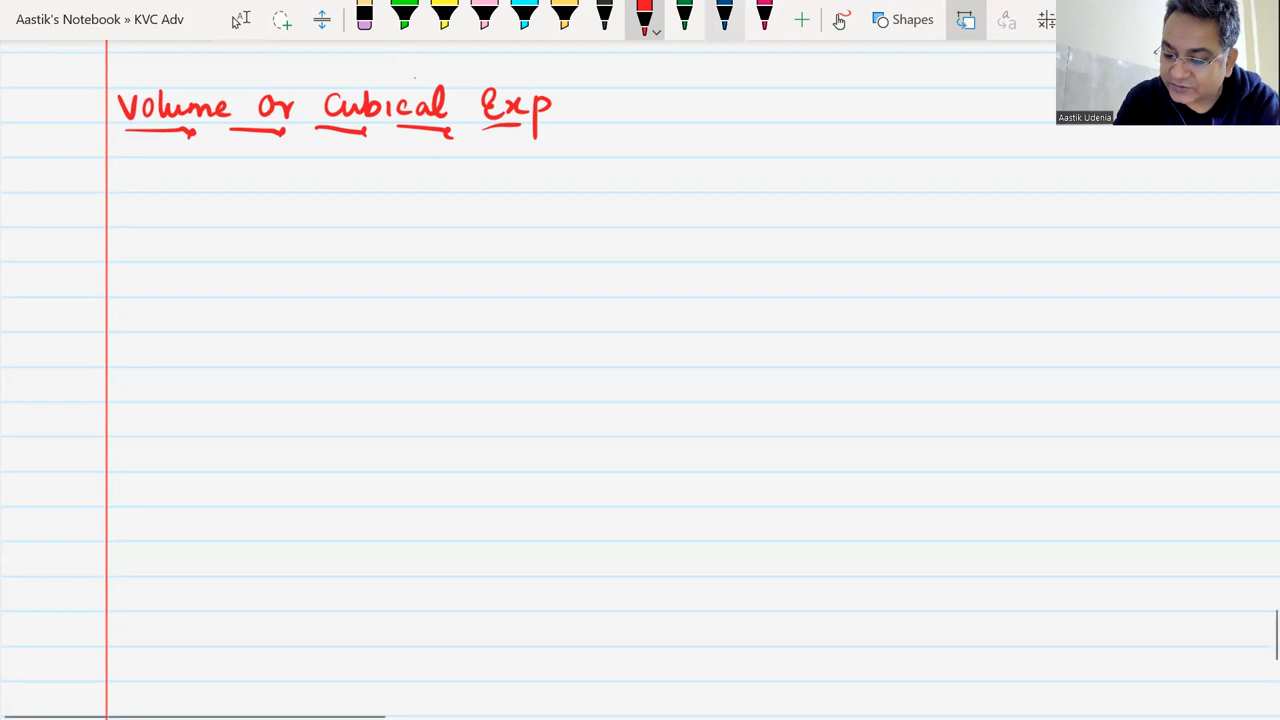 Aastik's Notebook » KVC Adv
Shapes
Volume Or Cubical Exp
Aastik Udenia